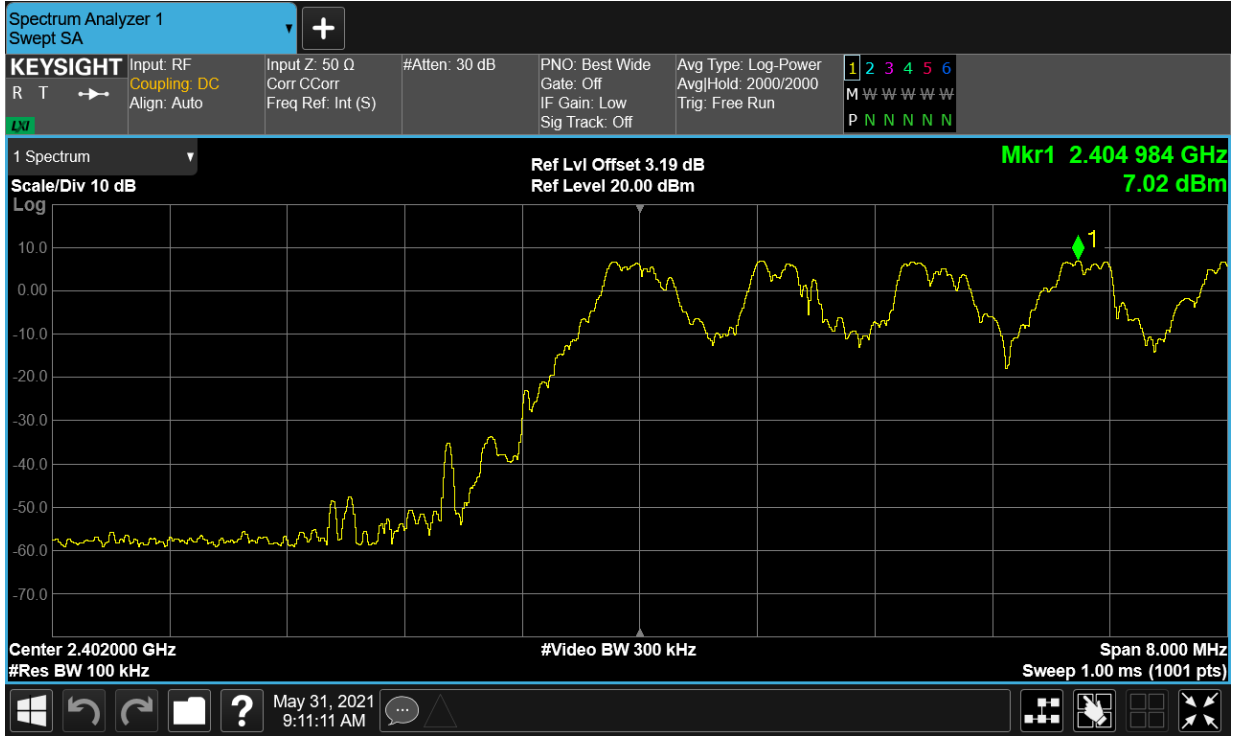 Spectrum Analyzer 1
Swept SA
KEYSIGHT
R T
LXI
Input: RF
Coupling: DC
Align: Auto
Input Z: 50 Ω
Corr CCorr
Freq Ref: Int (S)
#Atten: 30 dB
PNO: Best Wide
Gate: Off
IF Gain: Low
Sig Track: Off
Avg Type: Log-Power
Avg|Hold: 2000/2000
Trig: Free Run
1 2 3 4 5 6
M W W W W W
P N N N N N N
1 Spectrum
Scale/Div 10 dB
Log
Ref Lvl Offset 3.19 dB
Ref Level 20.00 dBm
Mkr1 2.404 984 GHz
7.02 dBm
1
10.0
0.00
-10.0
-20.0
-30.0
-40.0
-50.0
-60.0
-70.0
Center 2.402000 GHz
#Res BW 100 kHz
#Video BW 300 kHz
Span 8.000 MHz
Sweep 1.00 ms (1001 pts)
?
May 31, 2021
9:11:11 AM